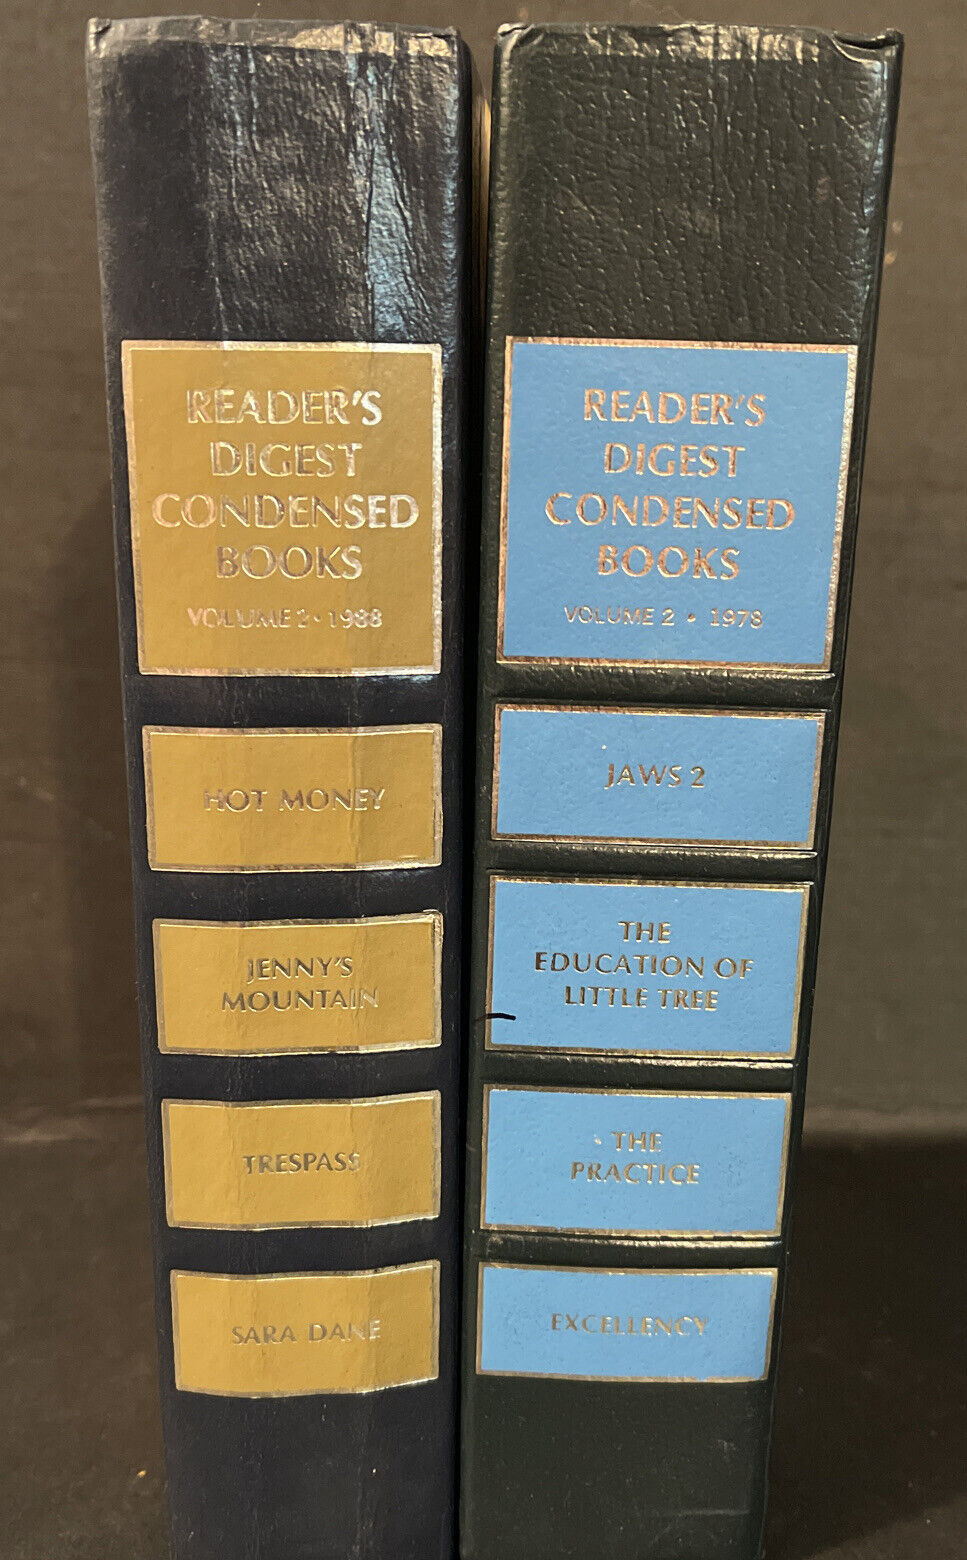 READER'S
DIGEST
CONDENSED
BOOKS
VOLUME 2 • 1988
HOT MONEY
JENNY'S
MOUNTAIN
TRESPASS
SARA DANE
READER'S
DIGEST
CONDENSED
BOOKS
VOLUME 2 • 1978
JAWS 2
THE
EDUCATION OF
LITTLE TREE
THE
PRACTICE
EXCELLENCY